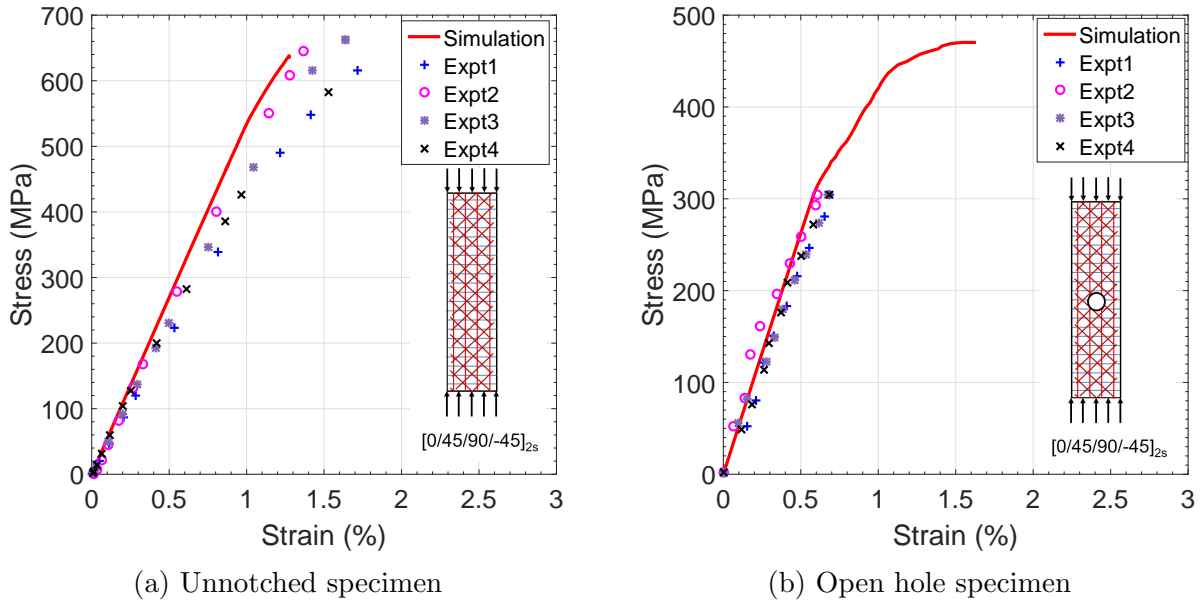 700
600
500
400
300
200
100
0
0 0.5 1 1.5 2 2.5 3
Stress (MPa)
Strain (%)
Simulation
Expt1
Expt2
Expt3
Expt4
[0/45/90/-45]2s
(a) Unnotched specimen
500
400
300
200
100
0
0 0.5 1 1.5 2 2.5 3
Stress (MPa)
Strain (%)
Simulation
Expt1
Expt2
Expt3
Expt4
[0/45/90/-45]2s
(b) Open hole specimen